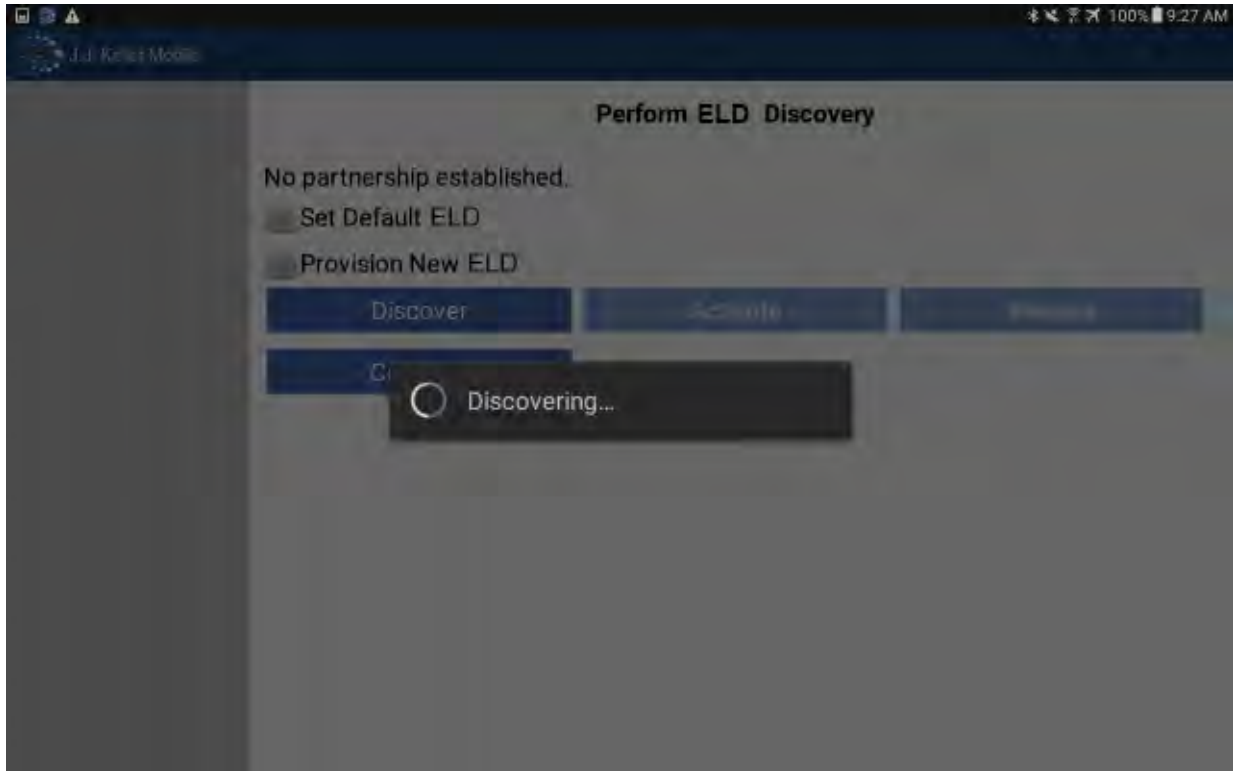 100% 9:27 AM
J.J. Keller Mobile
Perform ELD Discovery
No partnership established.
Set Default ELD
Provision New ELD
Discover Activate
Discovering...